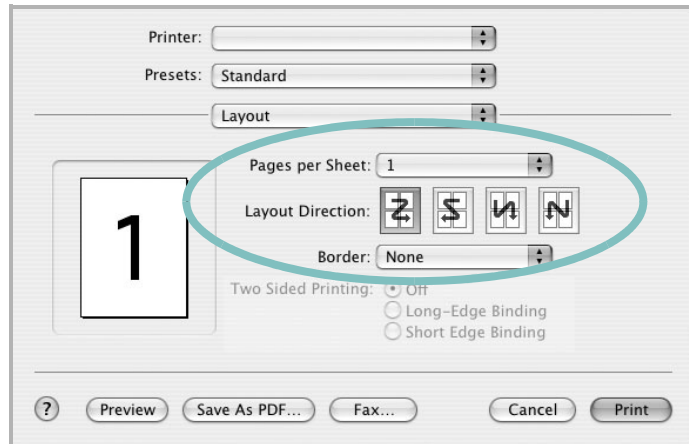 Printer:
Presets: Standard
Layout
Pages per Sheet: 1
Layout Direction:
1
Border: None
Two Sided Printing: Off
Long-Edge Binding
Short Edge Binding
? Preview Save As PDF... Fax... Cancel Print